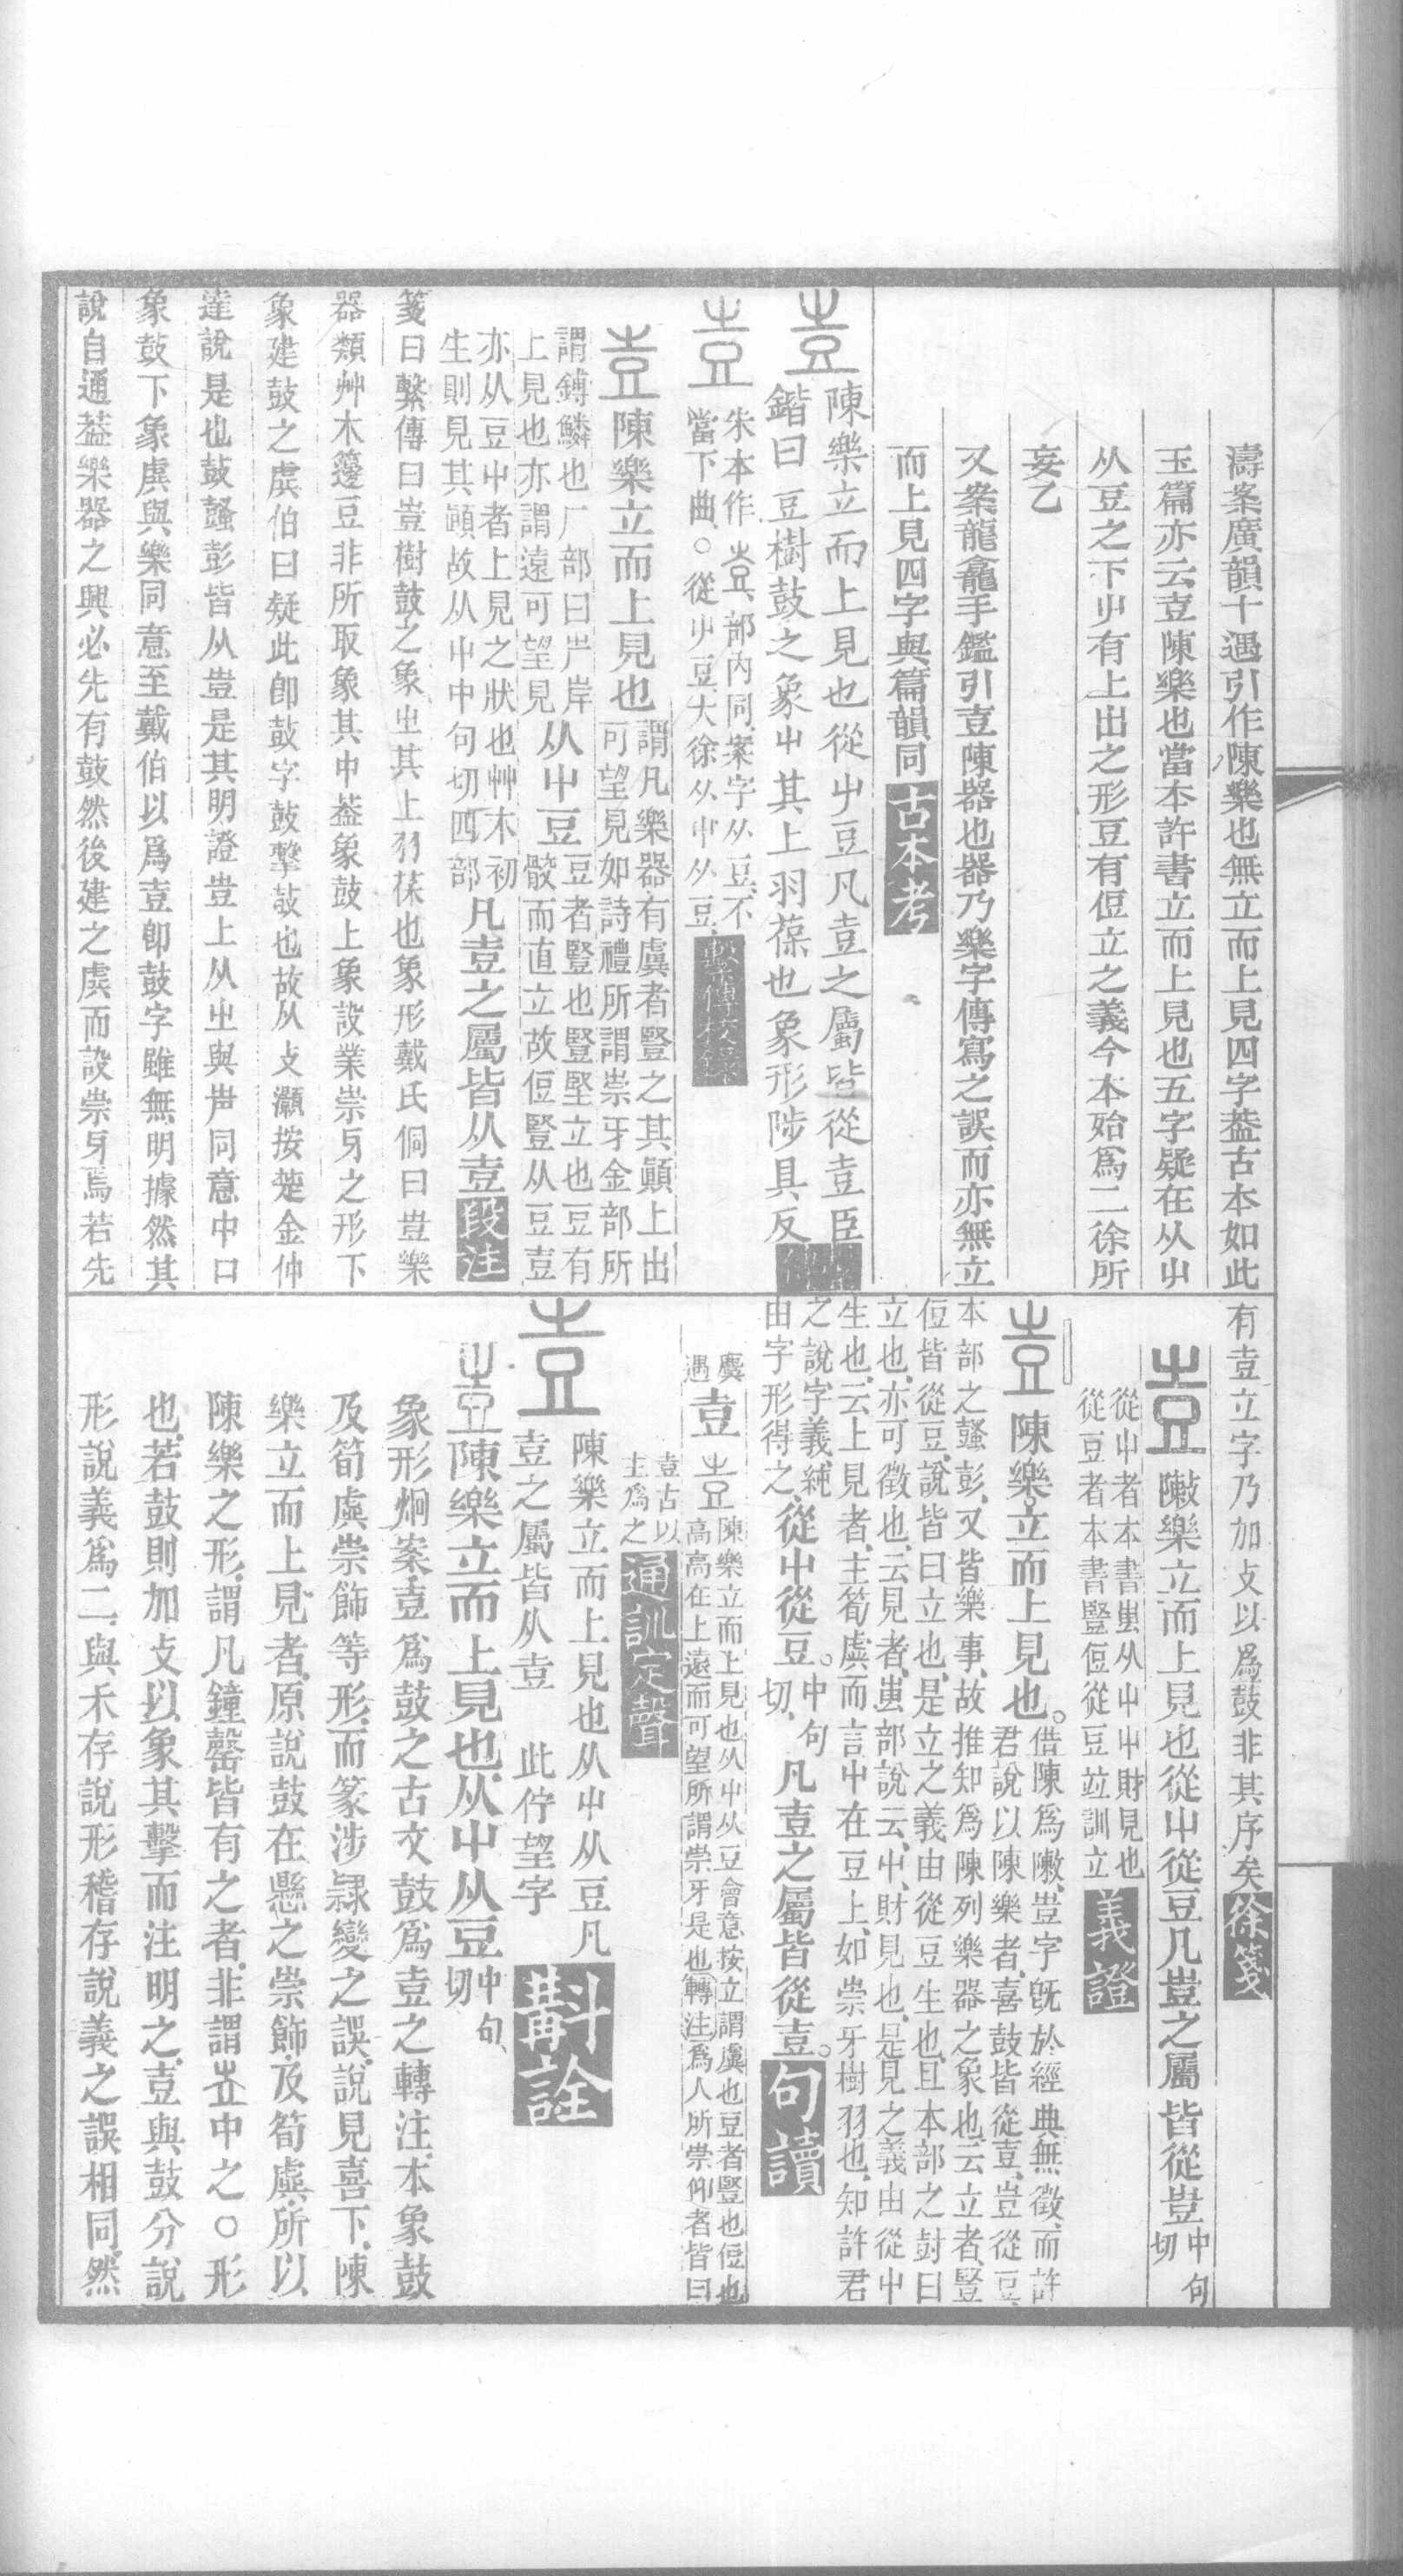 濤案廣韻十遇引作陳樂也無立而上見四字葢古本如此
玉篇亦云壴陳樂也當本許書立而上見也五字疑在从屮
从豆之下屮有上出之形豆有侸立之義今本殆爲二徐所
妄乙
又案龍龕手鑑引壴陳器也器乃樂字傳寫之誤而亦無立
而上見四字與篇韻同古本考
壴
陳樂立而上見也從屮豆凡壴之屬皆從壴臣
鍇曰豆樹鼓之象屮其上羽葆也象形陟具反
壴
朱本作壴部內同案字从豆不
當下曲○從屮豆大徐从屮从豆
壴陳樂立而上見也
謂凡樂器有虡者豎之其顚上出
可望見如詩禮所謂崇牙金部所
謂鎛鱗也厂部曰屵岸
上見也亦謂遠可望見
从屮豆
豆者豎也豎堅立也豆有
骰而直立故侸豎从豆壴
亦从豆屮者上見之狀也艸木初
生則見其顚故从屮中句切四部
凡壴之屬皆从壴段注
箋曰繫傳曰豈樹鼓之象㞢其上羽葆也象形戴氏侗曰豈樂
器類艸木籩豆非所取象其中葢象鼓上象設業崇牙之形下
象建鼓之虡伯曰疑此卽鼓字鼓擊鼓也故从攴灝按楚金仲
達說是也鼓鼛彭皆从豈是其明證豈上从㞢與声同意中口
象鼓下象虡與樂同意至戴伯以爲壴卽鼓字雖無明據然其
說自通葢樂器之興必先有鼓然後建之虡而設崇牙焉若先
有壴立字乃加攴以爲鼓非其序矣徐箋
壴敶樂立而上見也從屮從豆凡豈之屬皆從豈中句切
從屮者本書䖵从屮屮財見也
從豆者本書豎侸從豆竝訓立
義證
壴陳樂立而上見也。
借陳爲敶豈字旣於經典無徵而許
君說以陳樂者喜鼓皆從壴豈從豆
本部之鼛彭又皆樂事故推知爲陳列樂器之象也云立者豎
侸皆從豆說皆曰立也是立之義由從豆生也且本部之尌曰
立也亦可徵也云見者䖵部說云屮財見也是見之義由從屮
生也云上見者主筍虡而言屮在豆上如崇牙樹羽也知許君
之說字義純
由字形得之
從屮從豆。中句切凡壴之屬皆從壴。句讀
虞遇壴壴
陳樂立而上見也从屮从豆會意按立謂虡也豆者豎也侸也
高高在上遠而可望所謂崇牙是也轉注爲人所崇仰者皆曰
壴古以
主爲之
通訓定聲
壴
陳樂立而上見也从屮从豆凡
壴之屬皆从壴　此佇望字
斠詮
壴陳樂立而上見也从屮从豆中句切
象形炯案壴爲鼓之古文鼓爲壴之轉注本象鼓
及筍虡崇飾等形而篆涉隷變之誤說見喜下陳
樂立而上見者原說鼓在懸之崇飾及筍虡所以
陳樂之形謂凡鐘罄皆有之者非謂壴中之○形
也若鼓則加攴以象其擊而注明之壴與鼓分說
形說義爲二與禾存說形稽存說義之誤相同然